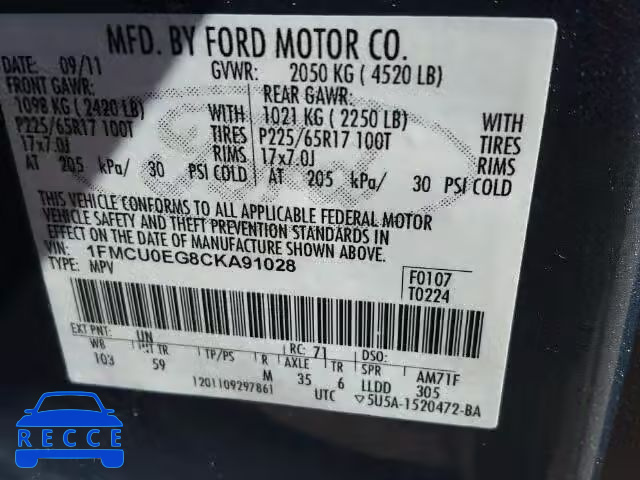 MFD. BY FORD MOTOR CO.
DATE: 09/11 GVWR: 2050 KG ( 4520 LB)
FRONT GAWR: REAR GAWR:
1098 KG ( 2420 LB) WITH 1021 KG ( 2250 LB) WITH
P225/65R17 100T TIRES P225/65R17 100T TIRES
17x7.0J RIMS 17x7.0J RIMS
AT 205 kPa/ 30 PSI COLD AT 205 kPa/ 30 PSI COLD
THIS VEHICLE CONFORMS TO ALL APPLICABLE FEDERAL MOTOR
VEHICLE SAFETY AND THEFT PREVENTION STANDARDS IN
EFFECT ON THE DATE OF MANUFACTURE SHOWN ABOVE.
VIN: 1FMCU0EG8CKA91028
TYPE: MPV
F0107
T0224
EXT PNT: UN RC: 71 DSO:
WB INT TR TP/PS R AXLE TR SPR AM71F
103 59 M 35 6 LLDD 305
1201109297861 UTC ▽5U5A-1520472-BA
RECCE